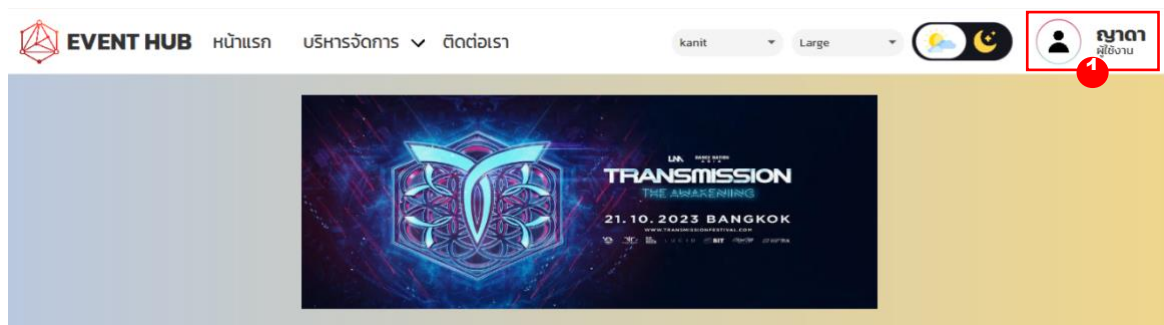 EVENT HUB หน้าแรก บริหารจัดการ ติดต่อเรา kanit Large ญาดา
ผู้ใช้งาน
1
TRANSMISSION
THE AWAKENING
21.10.2023 BANGKOK
WWW.TRANSMISSIONFESTIVAL.COM